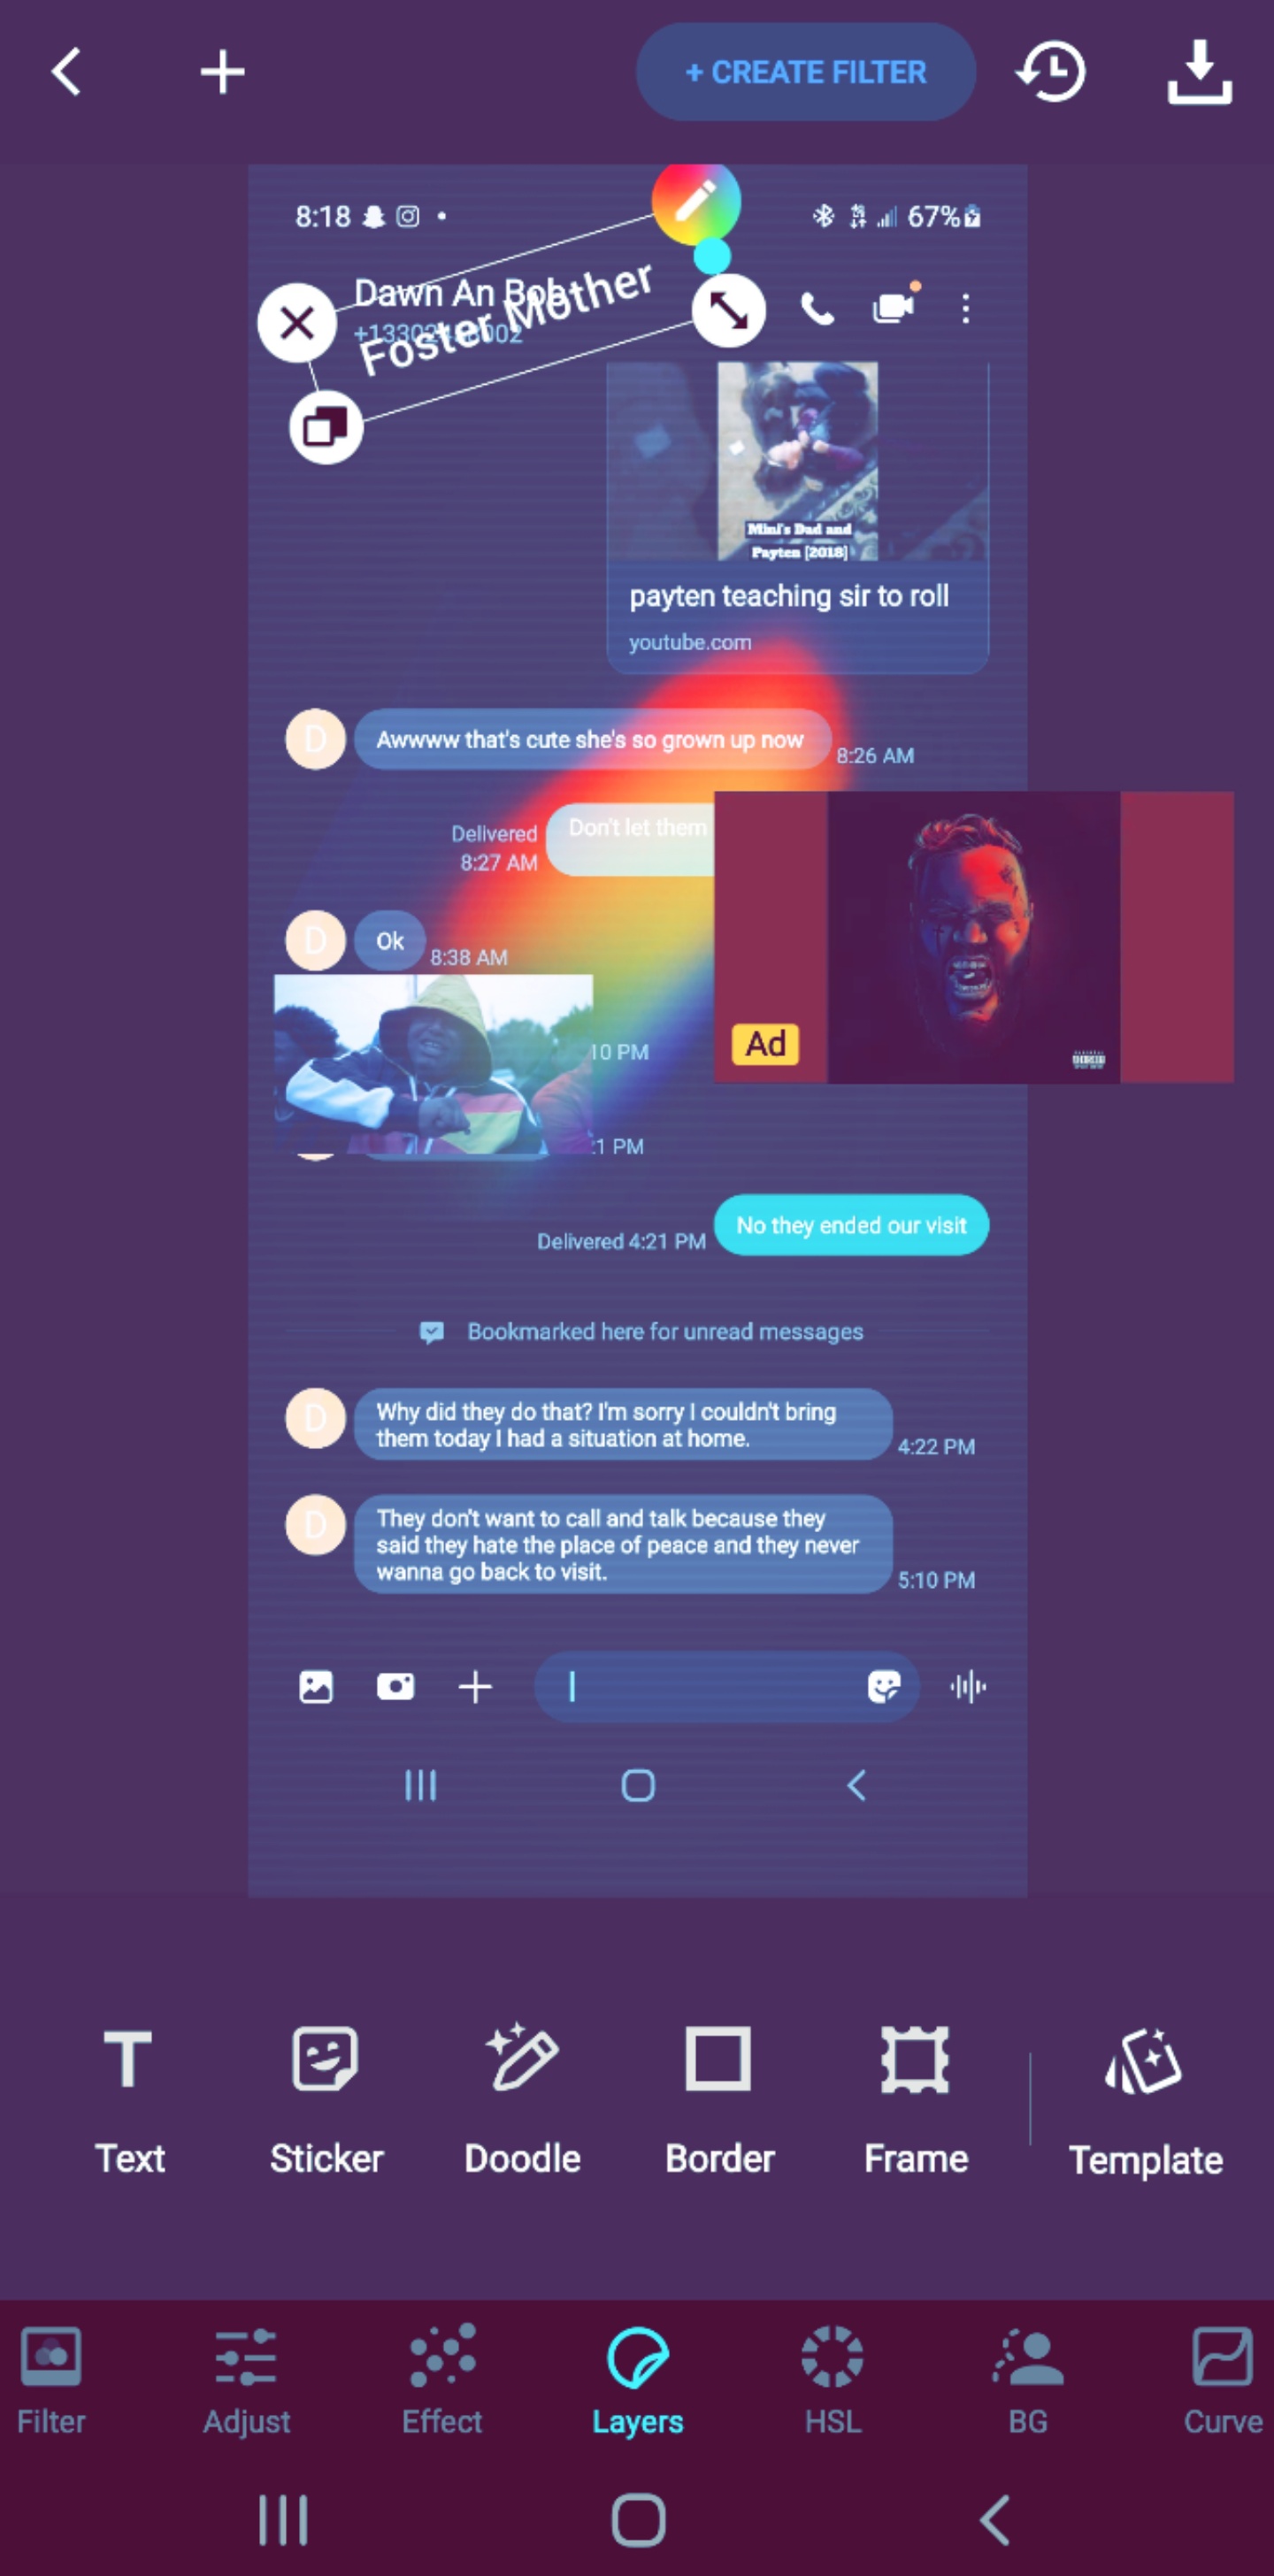 + CREATE FILTER
8:18
67%
Dawn An Bob
Foster Mother
Mini's Dad and
Payten [2018]
payten teaching sir to roll
youtube.com
D
Awwww that's cute she's so grown up now
8:26 AM
Don't let them
Delivered
8:27 AM
D
Ok
8:38 AM
10 PM
Ad
:1 PM
No they ended our visit
Delivered 4:21 PM
Bookmarked here for unread messages
D
Why did they do that? I'm sorry I couldn't bring
them today I had a situation at home.
4:22 PM
D
They don't want to call and talk because they
said they hate the place of peace and they never
wanna go back to visit.
5:10 PM
Text
Sticker
Doodle
Border
Frame
Template
Filter
Adjust
Effect
Layers
HSL
BG
Curve